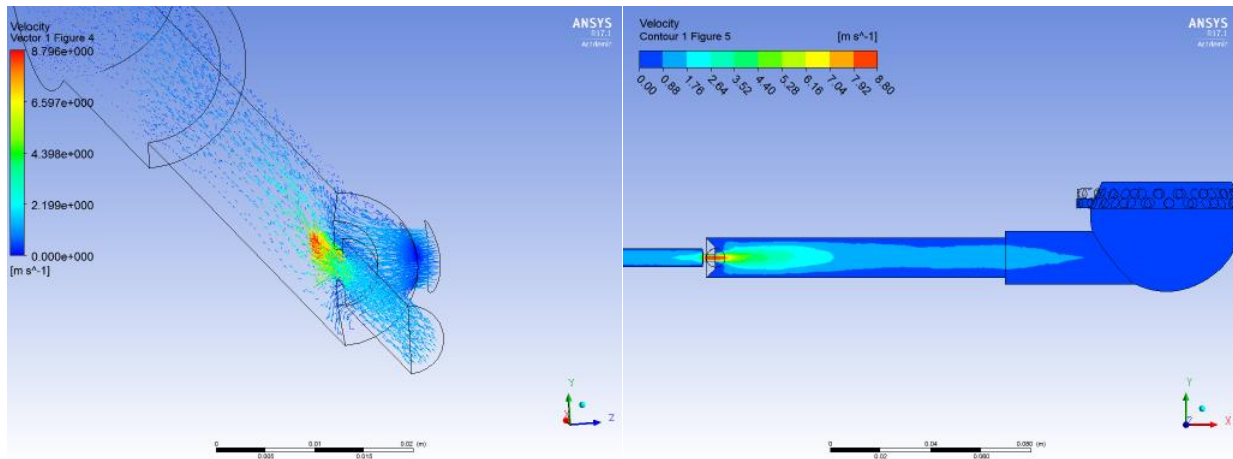 Velocity
Vector 1 Figure 4
8.796e+000
6.597e+000
4.398e+000
2.199e+000
0.000e+000
[m s^-1]
ANSYS
R17.1
Academic
Y
X
Z
0 0.01 0.02 (m)
0.005 0.015
Velocity
Contour 1 Figure 5
[m s^-1]
0.00 0.88 1.76 2.64 3.52 4.40 5.28 6.16 7.04 7.92 8.80
ANSYS
R17.1
Academic
Y
Z
X
0 0.04 0.080 (m)
0.02 0.060